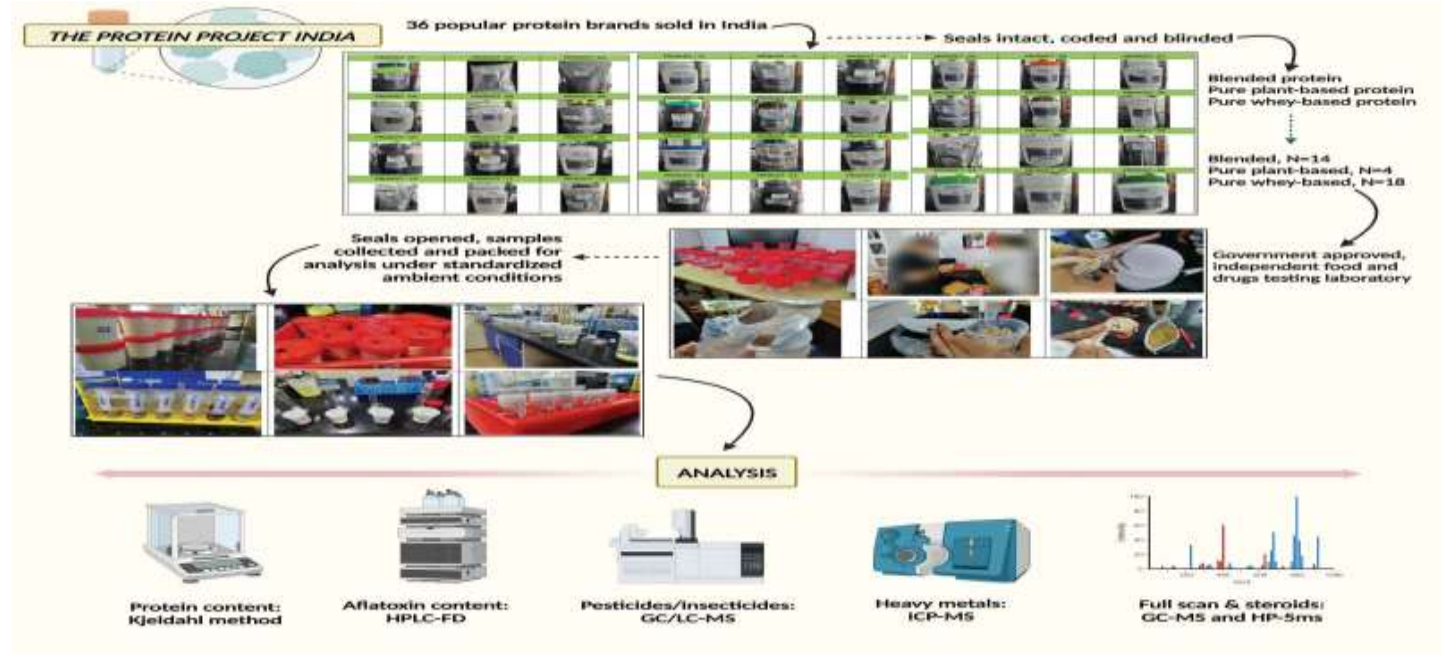 THE PROTEIN PROJECT INDIA
36 popular protein brands sold in India
Seals intact, coded and blinded
Blended protein
Pure plant-based protein
Pure whey-based protein
Blended, N=14
Pure plant-based, N=4
Pure whey-based, N=18
Government approved,
independent food and
drugs testing laboratory
Seals opened, samples
collected and packed for
analysis under standardized
ambient conditions
ANALYSIS
Protein content:
Kjeldahl method
Aflatoxin content:
HPLC-FD
Pesticides/Insecticides:
GC/LC-MS
Heavy metals:
ICP-MS
Full scan & steroids:
GC-MS and HP-5ms